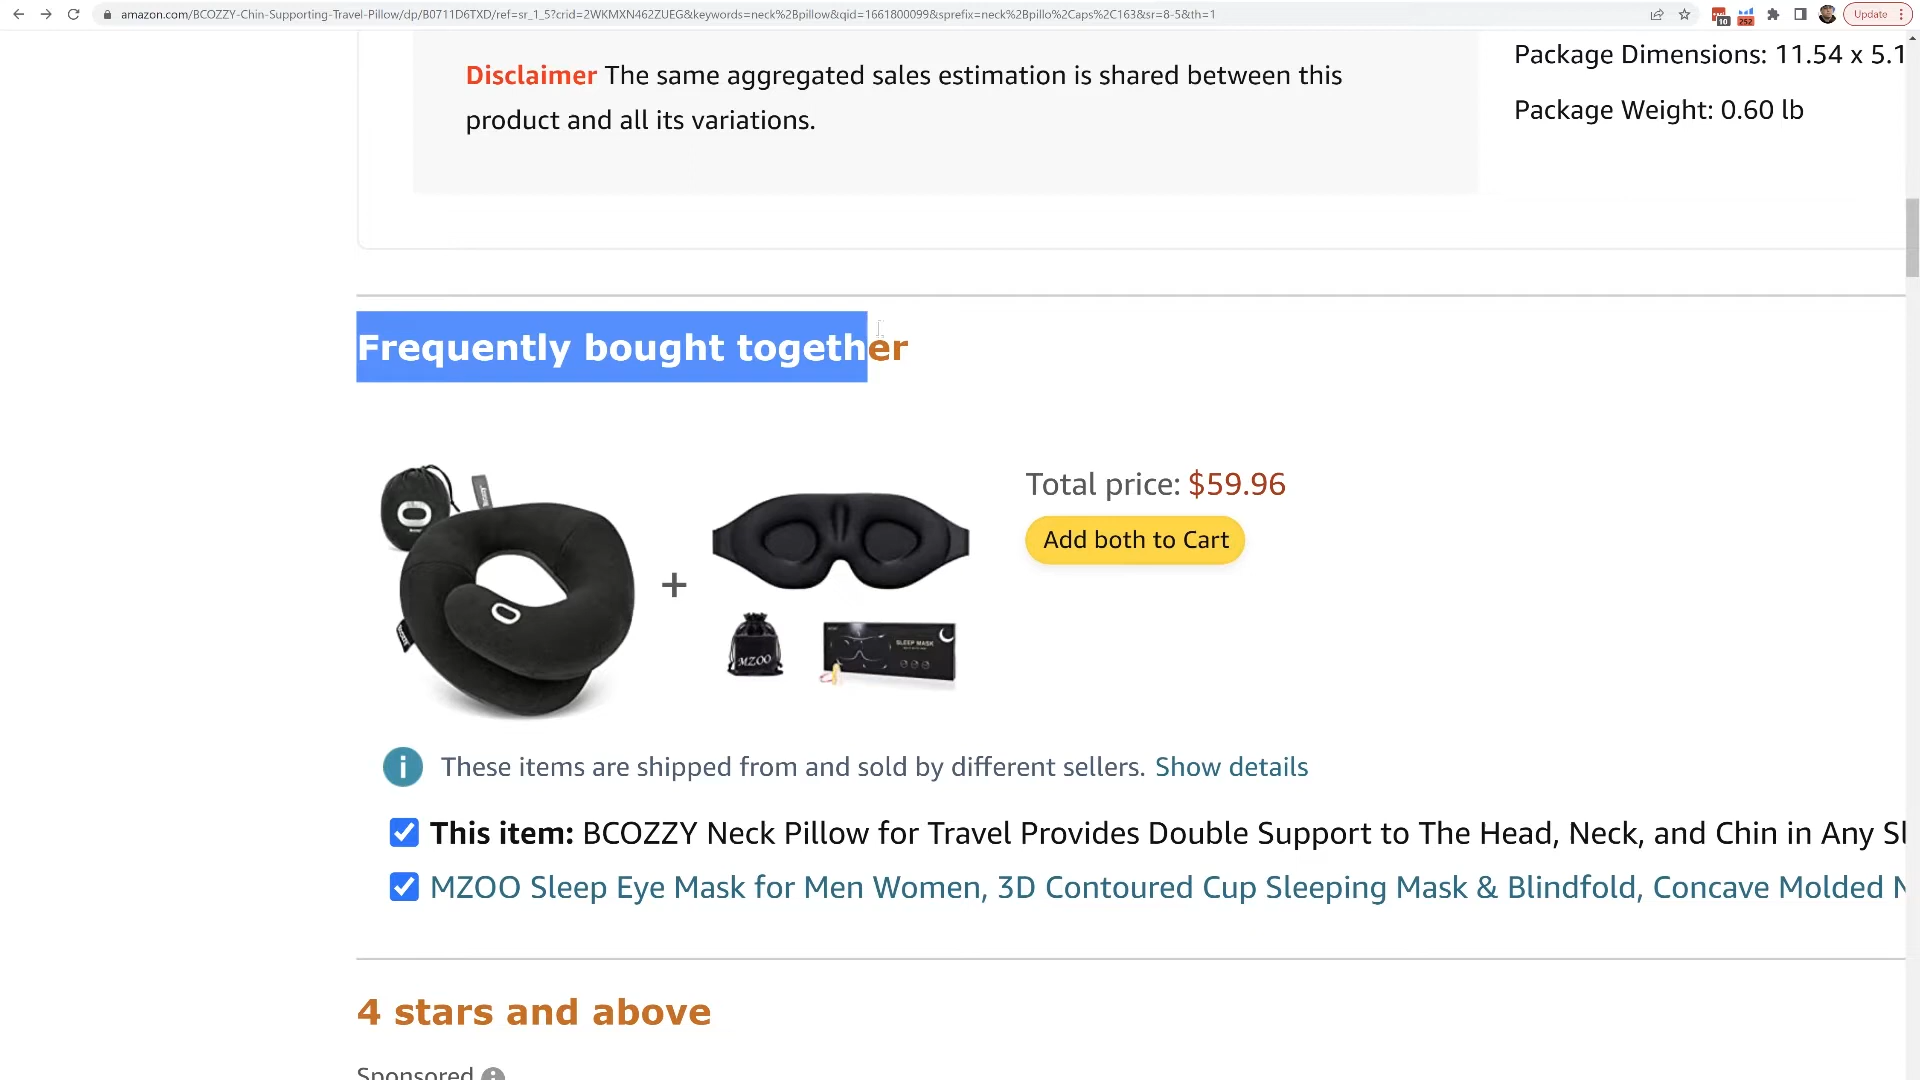 amazon.com/BCOZZY-Chin-Supporting-Travel-Pillow/dp/B0711D6TXD/ref=sr_1_5?crid=2WKMXN462ZUEG&keywords=neck%2Bpillow&qid=1661800099&sprefix=neck%2Bpillo%2Caps%2C163&sr=8-5&th=1
10
252
Update
Disclaimer The same aggregated sales estimation is shared between this
product and all its variations.
Package Dimensions: 11.54 x 5.1
Package Weight: 0.60 lb
Frequently bought together
Total price: $59.96
Add both to Cart
+
MZOO
SLEEP MASK
These items are shipped from and sold by different sellers. Show details
This item: BCOZZY Neck Pillow for Travel Provides Double Support to The Head, Neck, and Chin in Any Sl
MZOO Sleep Eye Mask for Men Women, 3D Contoured Cup Sleeping Mask & Blindfold, Concave Molded N
4 stars and above
Sponsored